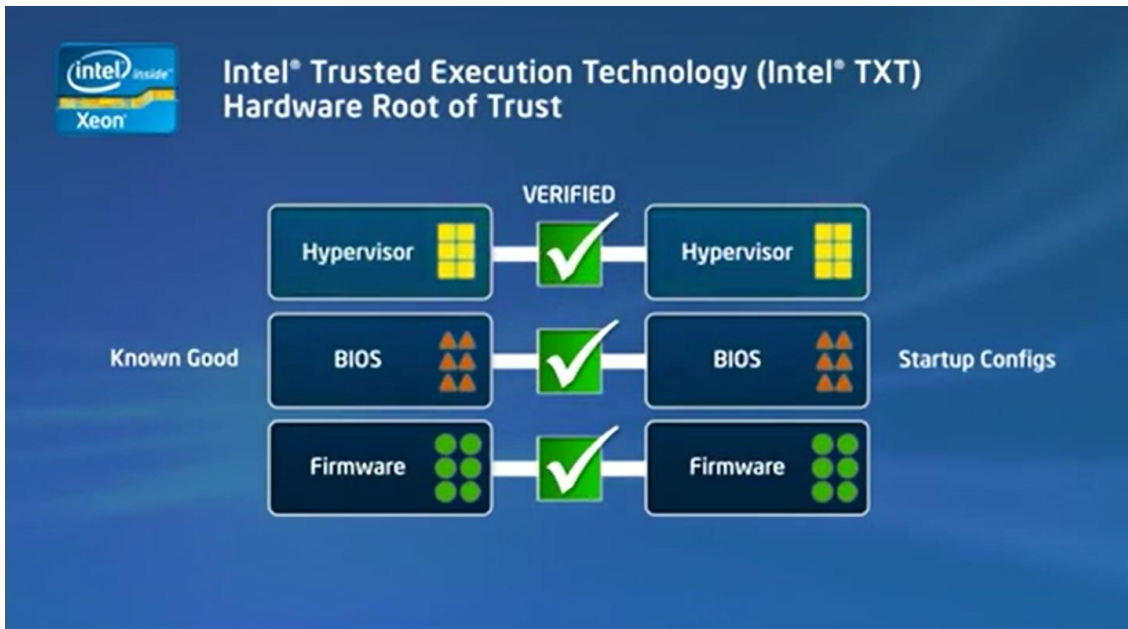 intel inside™
Xeon®
Intel® Trusted Execution Technology (Intel® TXT)
Hardware Root of Trust
VERIFIED
Hypervisor
Hypervisor
Known Good
BIOS
BIOS
Startup Configs
Firmware
Firmware